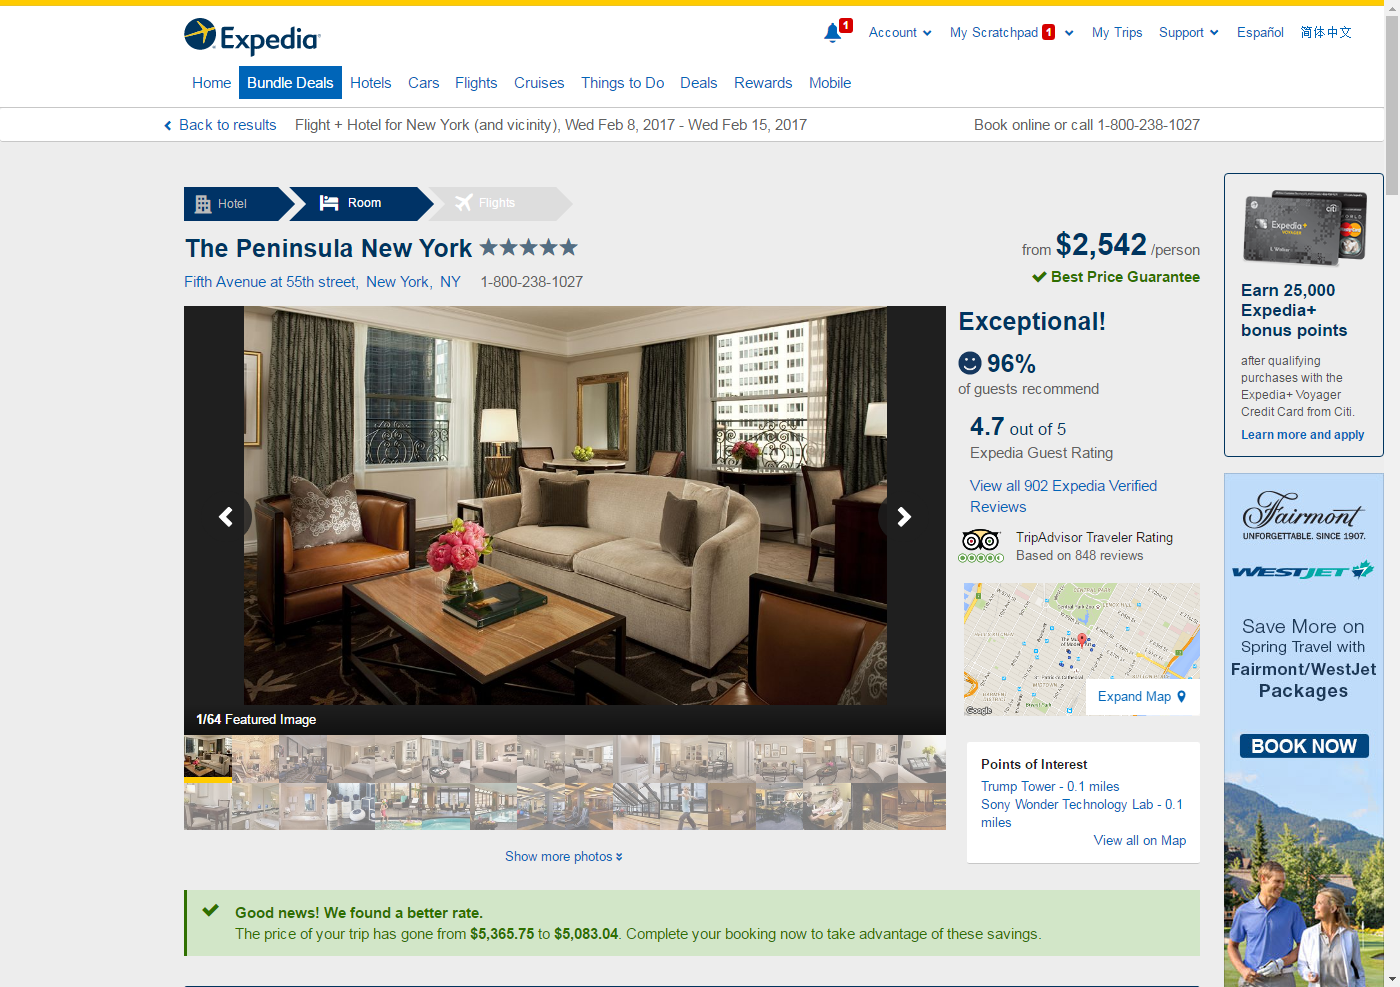 Expedia
1
Account
My Scratchpad 1
My Trips
Support
Español
简体中文
Home
Bundle Deals
Hotels
Cars
Flights
Cruises
Things to Do
Deals
Rewards
Mobile
Back to results
Flight + Hotel for New York (and vicinity), Wed Feb 8, 2017 - Wed Feb 15, 2017
Book online or call 1-800-238-1027
Hotel
Room
Flights
The Peninsula New York
from $2,542 /person
Fifth Avenue at 55th street, New York, NY 1-800-238-1027
Best Price Guarantee
1/64 Featured Image
Show more photos
Exceptional!
96%
of guests recommend
4.7 out of 5
Expedia Guest Rating
View all 902 Expedia Verified
Reviews
TripAdvisor Traveler Rating
Based on 848 reviews
Expand Map
Google
Points of Interest
Trump Tower - 0.1 miles
Sony Wonder Technology Lab - 0.1
miles
View all on Map
Good news! We found a better rate.
The price of your trip has gone from $5,365.75 to $5,083.04. Complete your booking now to take advantage of these savings.
citi
Expedia+
VOYAGER
Earn 25,000
Expedia+
bonus points
after qualifying
purchases with the
Expedia+ Voyager
Credit Card from Citi.
Learn more and apply
Fairmont
UNFORGETTABLE. SINCE 1907.
WESTJET
Save More on
Spring Travel with
Fairmont/WestJet
Packages
BOOK NOW